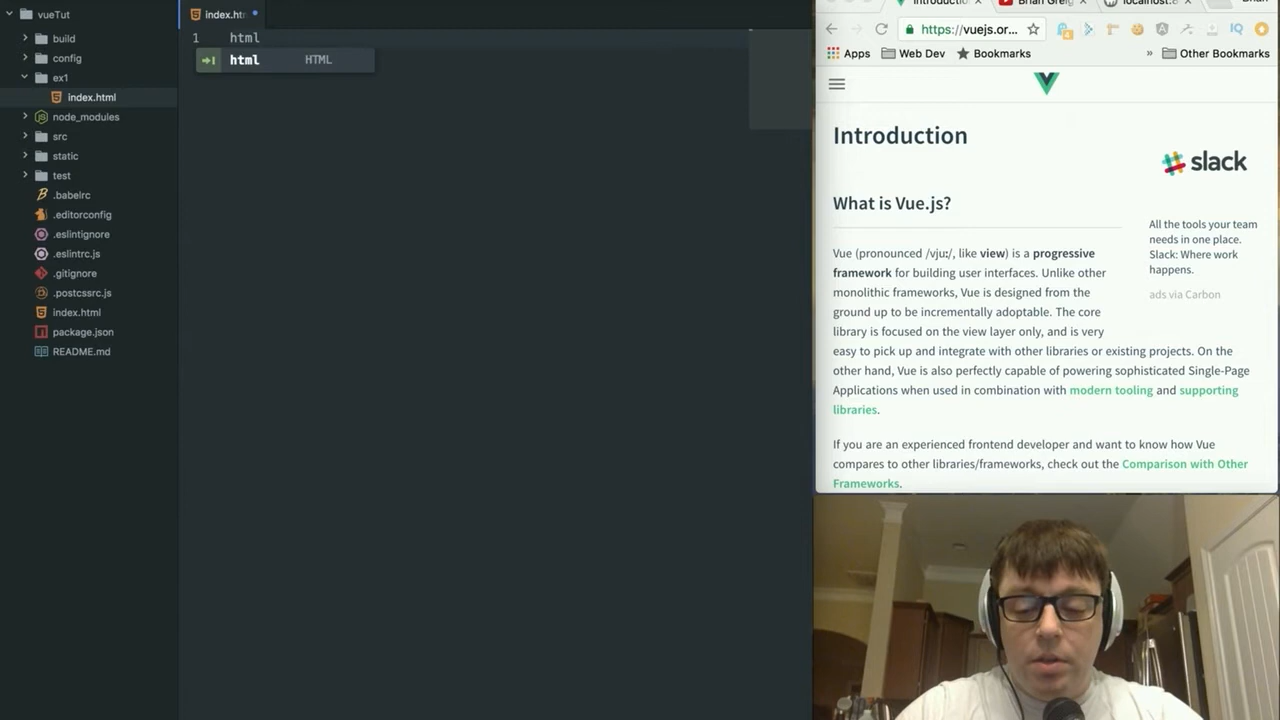 vueTut
build
config
ex1
index.html
node_modules
src
static
test
.babelrc
.editorconfig
.eslintignore
.eslintrc.js
.gitignore
.postcssrc.js
index.html
package.json
README.md
index.htm
1 html
html HTML
Introduction
Brian Greig
localhost:8
https://vuejs.or...
Apps Web Dev Bookmarks » Other Bookmarks
Introduction
slack
What is Vue.js?
All the tools your team
needs in one place.
Slack: Where work
happens.
ads via Carbon
Vue (pronounced /vjuː/, like view) is a progressive
framework for building user interfaces. Unlike other
monolithic frameworks, Vue is designed from the
ground up to be incrementally adoptable. The core
library is focused on the view layer only, and is very
easy to pick up and integrate with other libraries or existing projects. On the
other hand, Vue is also perfectly capable of powering sophisticated Single-Page
Applications when used in combination with modern tooling and supporting
libraries.
If you are an experienced frontend developer and want to know how Vue
compares to other libraries/frameworks, check out the Comparison with Other
Frameworks.